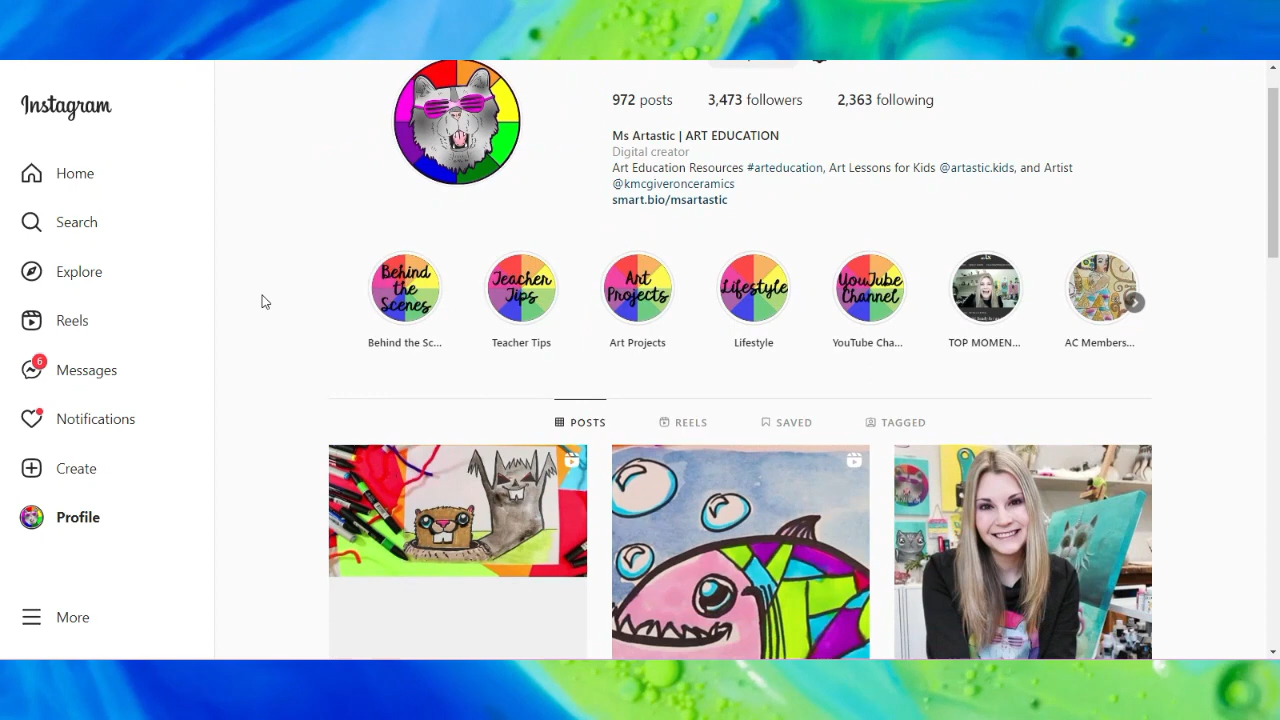 Instagram
Home
Search
Explore
Reels
6
Messages
Notifications
Create
Profile
More
972 posts 3,473 followers 2,363 following
Ms Artastic | ART EDUCATION
Digital creator
Art Education Resources #arteducation, Art Lessons for Kids @artastic.kids, and Artist
@kmcgiveronceramics
smart.bio/msartastic
Behind
the
Scenes
Teacher
Tips
Art
Projects
Lifestyle
YouTube
Channel
Behind the Sc... Teacher Tips Art Projects Lifestyle YouTube Cha... TOP MOMEN... AC Members...
POSTS REELS SAVED TAGGED